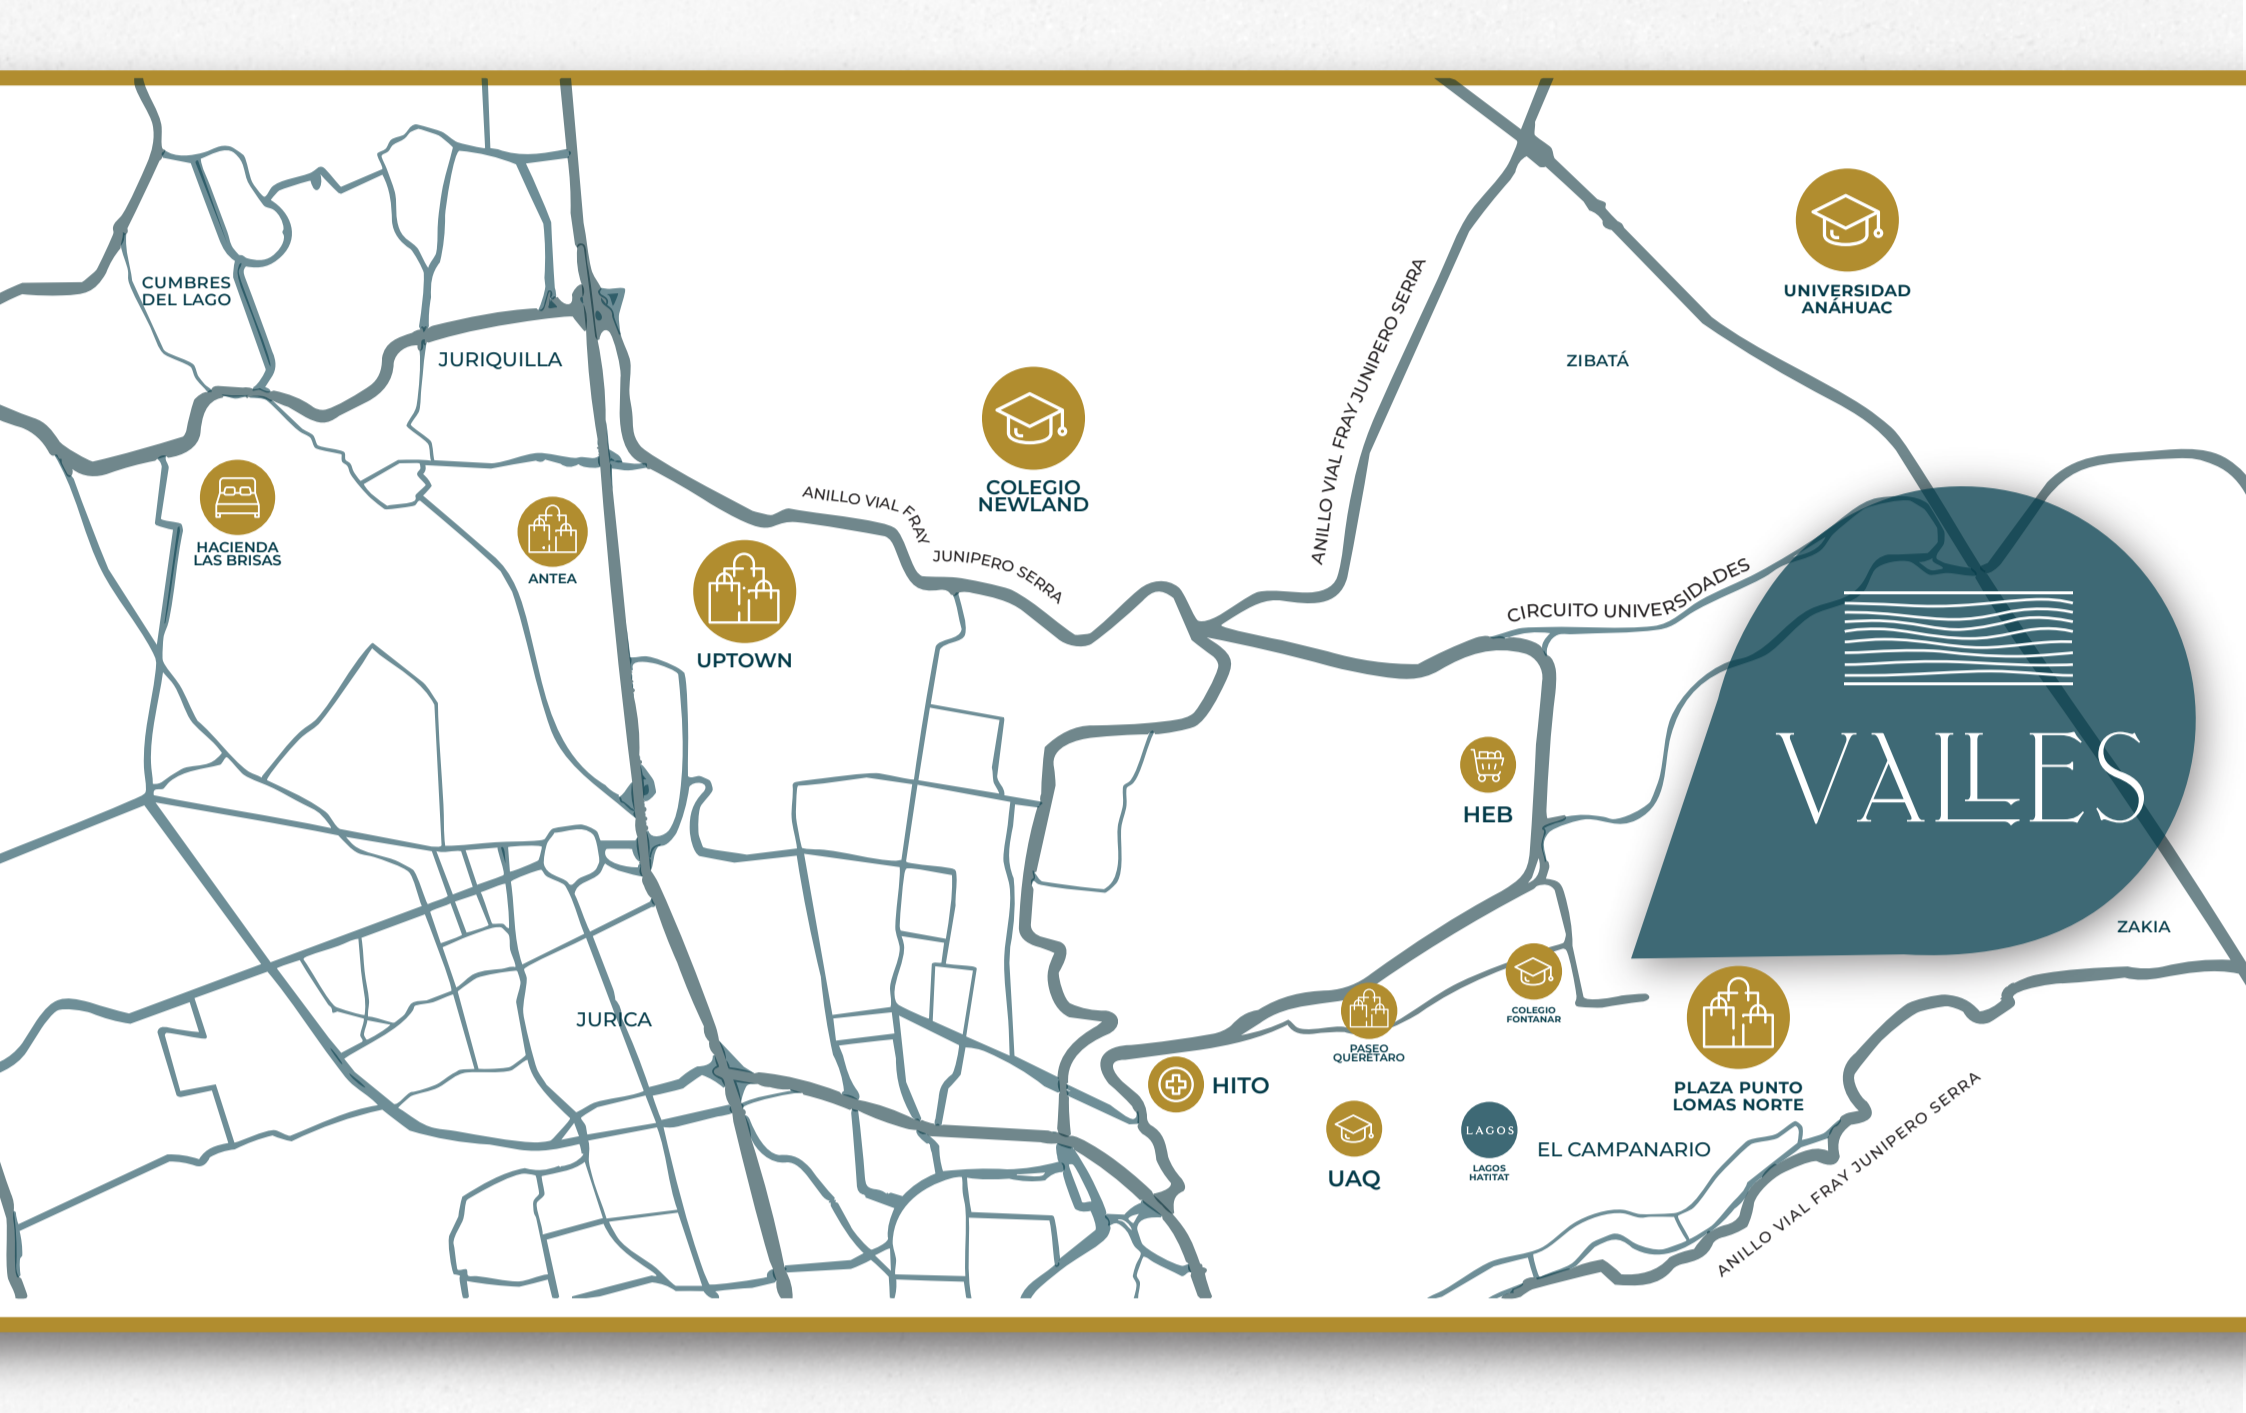 UNIVERSIDAD
ANÁHUAC
CUMBRES
DEL LAGO
JURIQUILLA
ZIBATÁ
ANILLO VIAL FRAY JUNIPERO SERRA
COLEGIO
NEWLAND
ANILLO VIAL FRAY
JUNIPERO SERRA
HACIENDA
LAS BRISAS
ANTEA
UPTOWN
CIRCUITO UNIVERSIDADES
VALLES
HEB
ZAKIA
JURICA
COLEGIO
FONTANAR
PASEO
QUERÉTARO
HITO
PLAZA PUNTO
LOMAS NORTE
LAGOS
EL CAMPANARIO
UAQ
LAGOS
HATITAT
ANILLO VIAL FRAY JUNIPERO SERRA